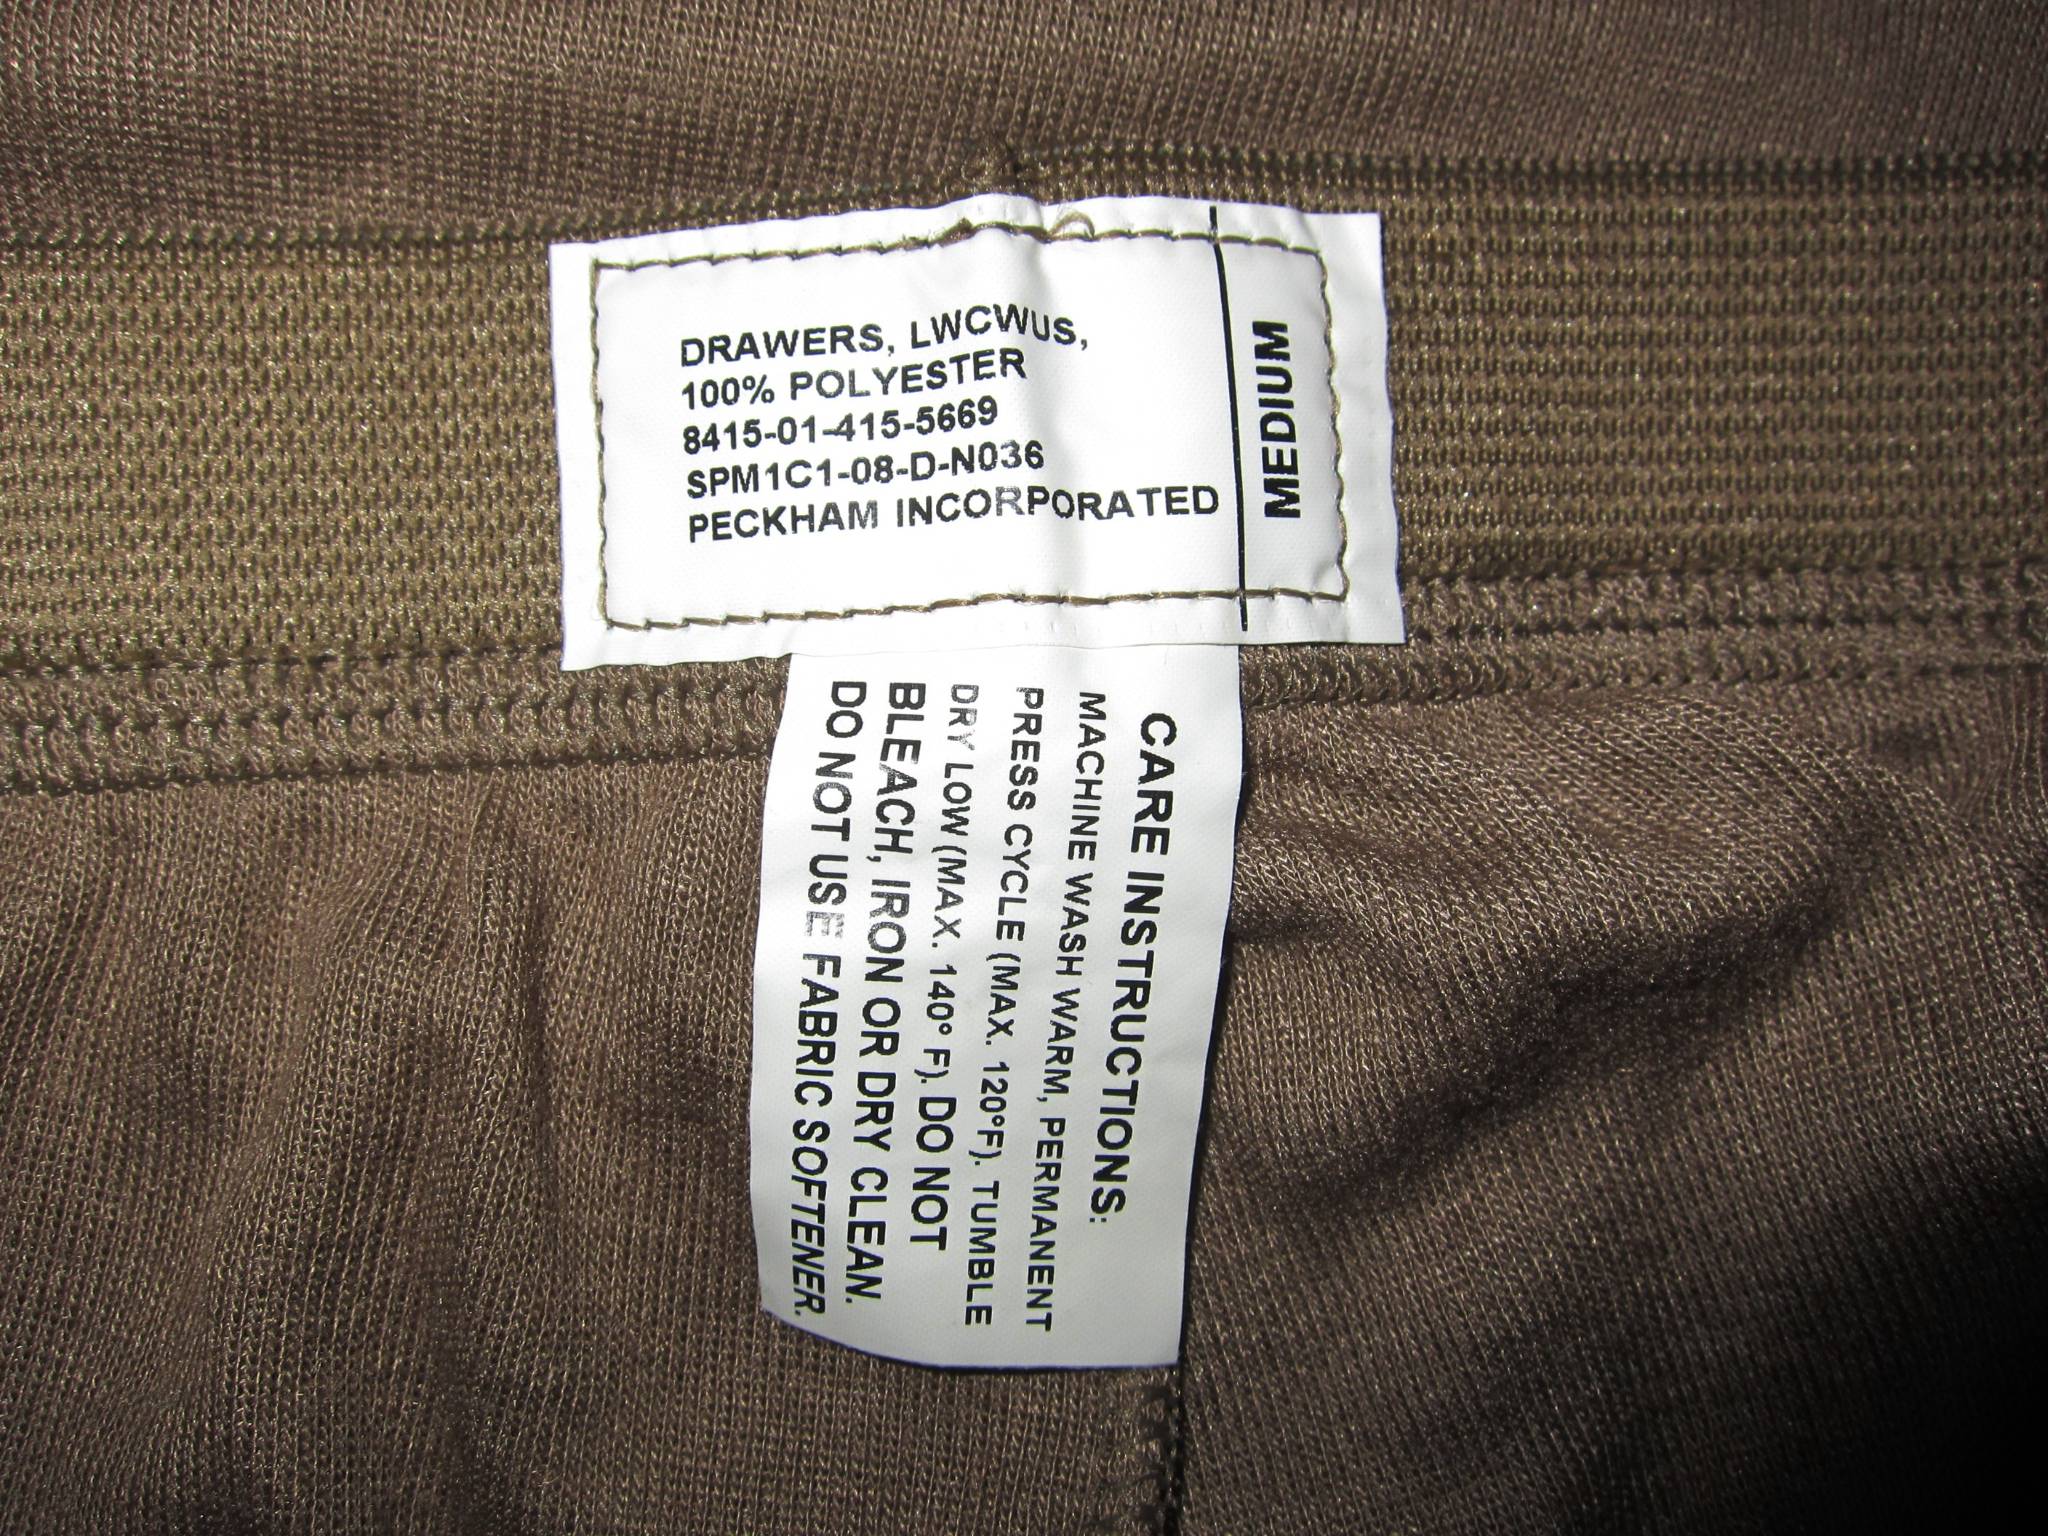 DRAWERS, LWCWUS,
100% POLYESTER
8415-01-415-5669
SPM1C1-08-D-N036
PECKHAM INCORPORATED
MEDIUM
CARE INSTRUCTIONS:
MACHINE WASH WARM, PERMANENT
PRESS CYCLE (MAX. 120°F). TUMBLE
DRY LOW (MAX. 140° F). DO NOT
BLEACH, IRON OR DRY CLEAN.
DO NOT USE FABRIC SOFTENER.